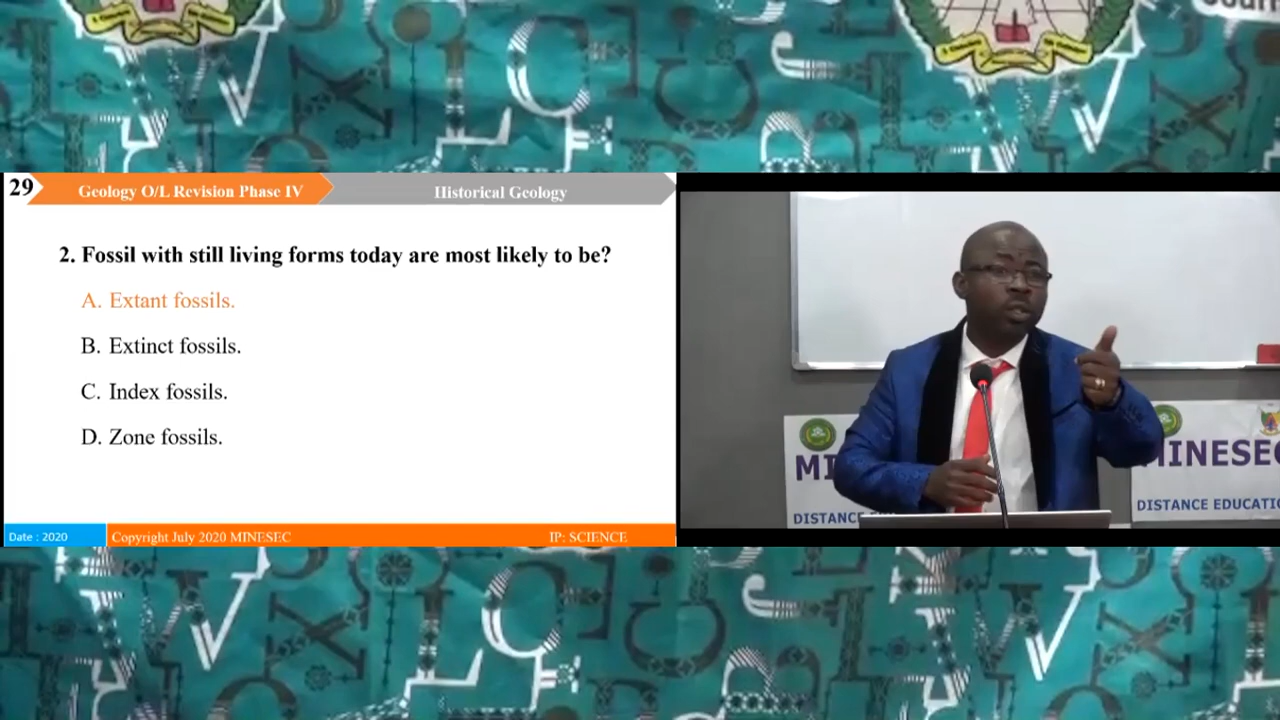 29
Geology O/L Revision Phase IV
Historical Geology
2. Fossil with still living forms today are most likely to be?
A. Extant fossils.
B. Extinct fossils.
C. Index fossils.
D. Zone fossils.
Date : 2020
Copyright July 2020 MINESEC
IP: SCIENCE
MI
MINESEC
DISTANCE
DISTANCE EDUCATIO